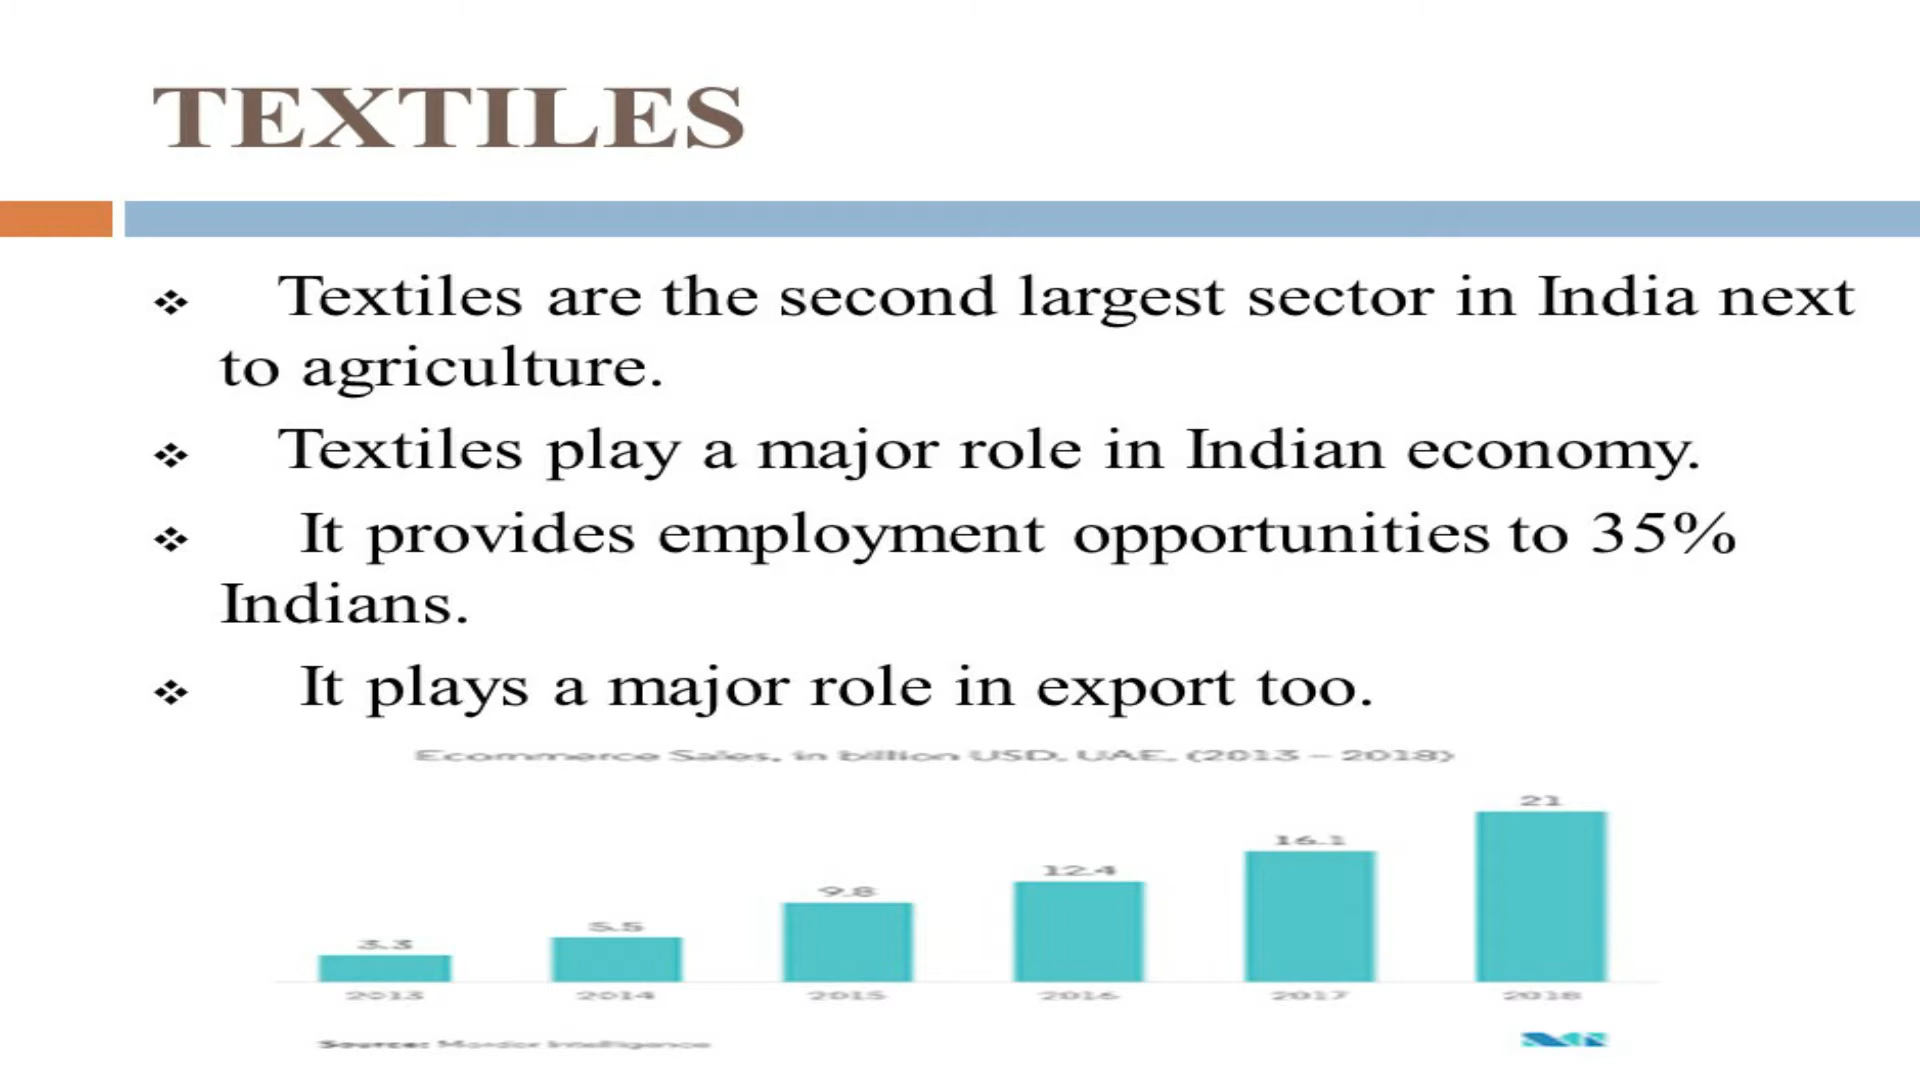 TEXTILES
❖ Textiles are the second largest sector in India next
to agriculture.
❖ Textiles play a major role in Indian economy.
❖ It provides employment opportunities to 35%
Indians.
❖ It plays a major role in export too.
Ecommerce Sales, in billion USD, UAE, (2013 – 2018)
21
16.1
12.4
9.8
5.5
3.3
2013 2014 2015 2016 2017 2018
Source: Mordor Intelligence